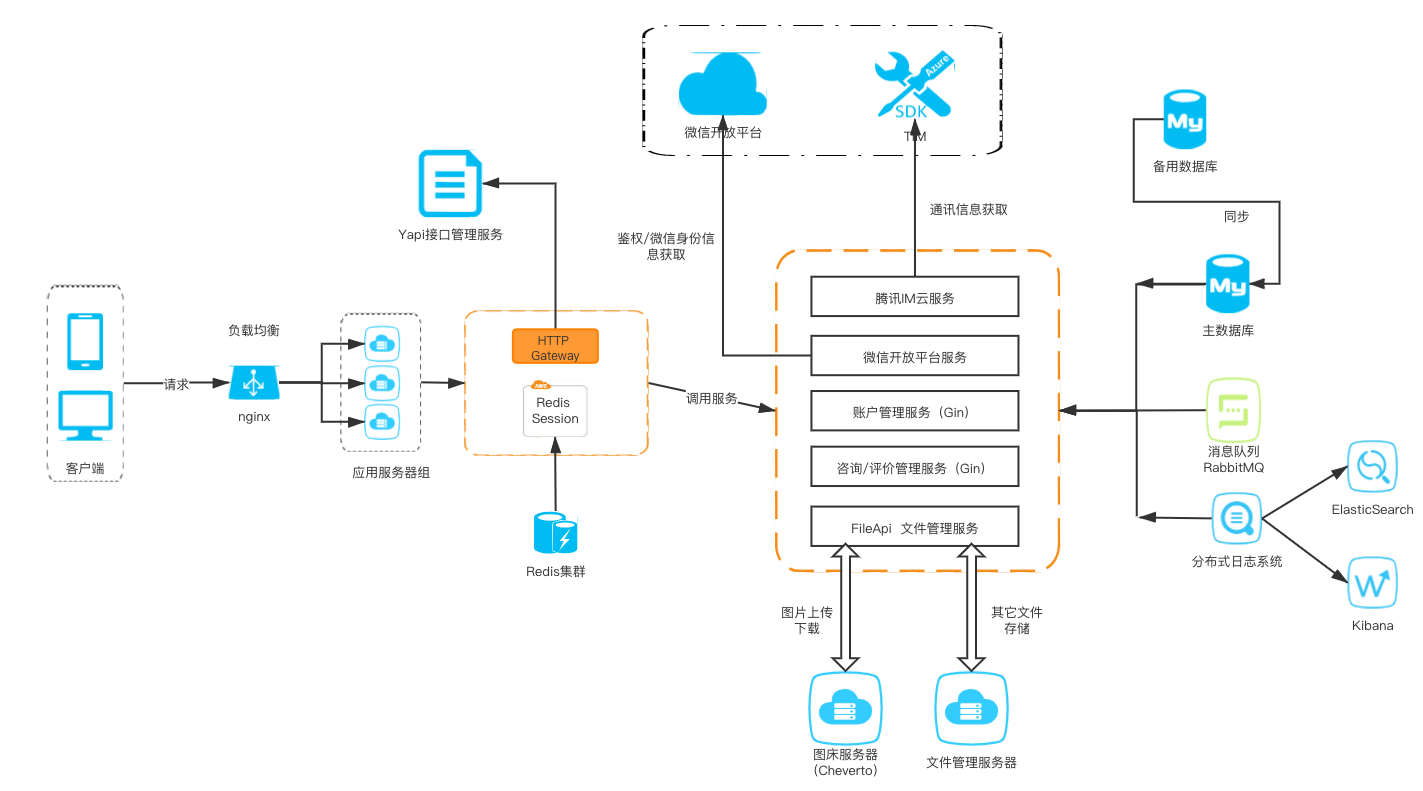 Azure
SDK
微信开放平台
TIM
备用数据库
同步
通讯信息获取
鉴权/微信身份信
息获取
Yapi接口管理服务
主数据库
腾讯IM云服务
微信开放平台服务
账户管理服务（Gin）
咨询/评价管理服务（Gin）
FileApi 文件管理服务
负载均衡
请求
nginx
客户端
应用服务器组
HTTP
Gateway
Redis
Session
Redis集群
调用服务
消息队列
RabbitMQ
ElasticSearch
分布式日志系统
Kibana
图片上传
下载
其它文件
存储
图床服务器
（Cheverto）
文件管理服务器
My
My